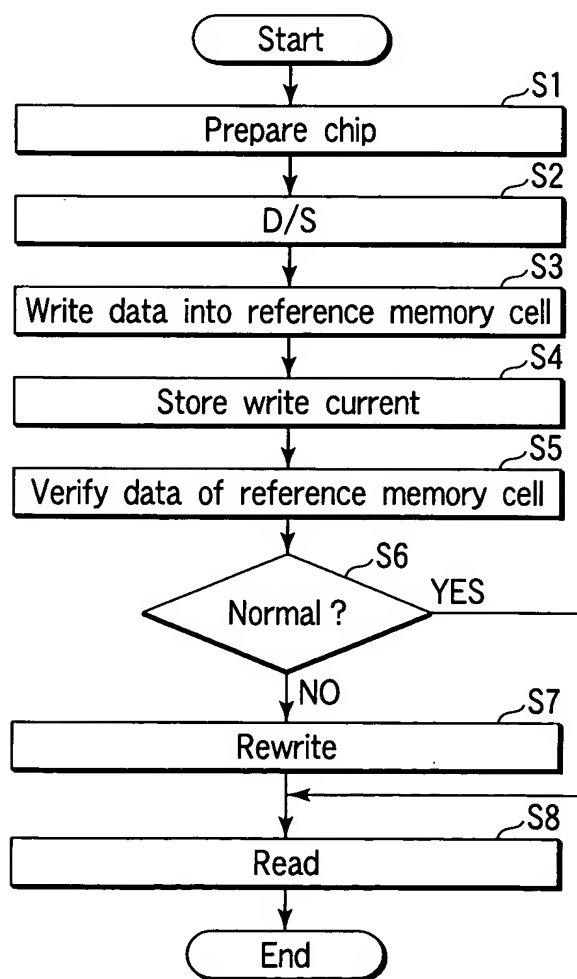 Start
S1
Prepare chip
S2
D/S
S3
Write data into reference memory cell
S4
Store write current
S5
Verify data of reference memory cell
S6
Normal ?
YES
NO
S7
Rewrite
S8
Read
End